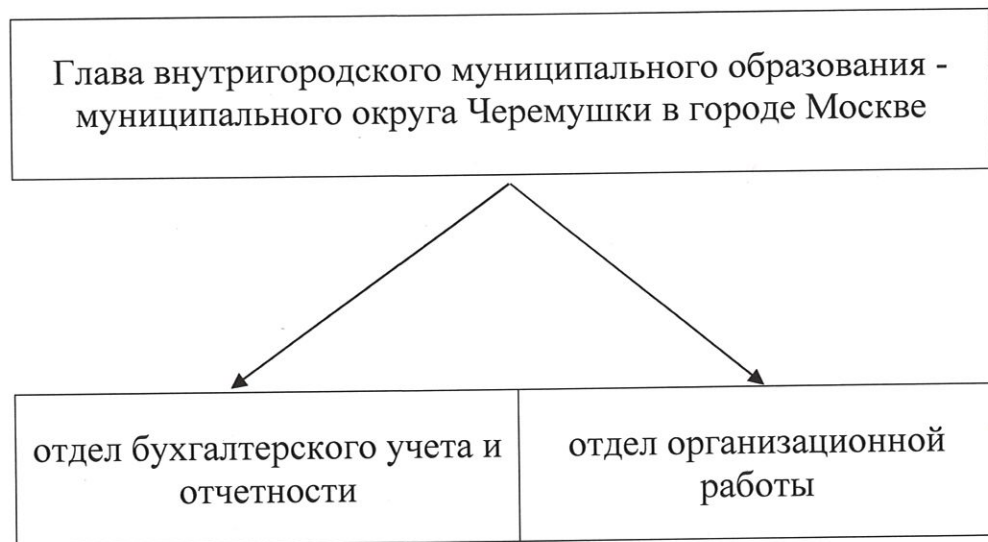 Глава внутригородского муниципального образования -
муниципального округа Черемушки в городе Москве
отдел бухгалтерского учета и
отчетности
отдел организационной
работы